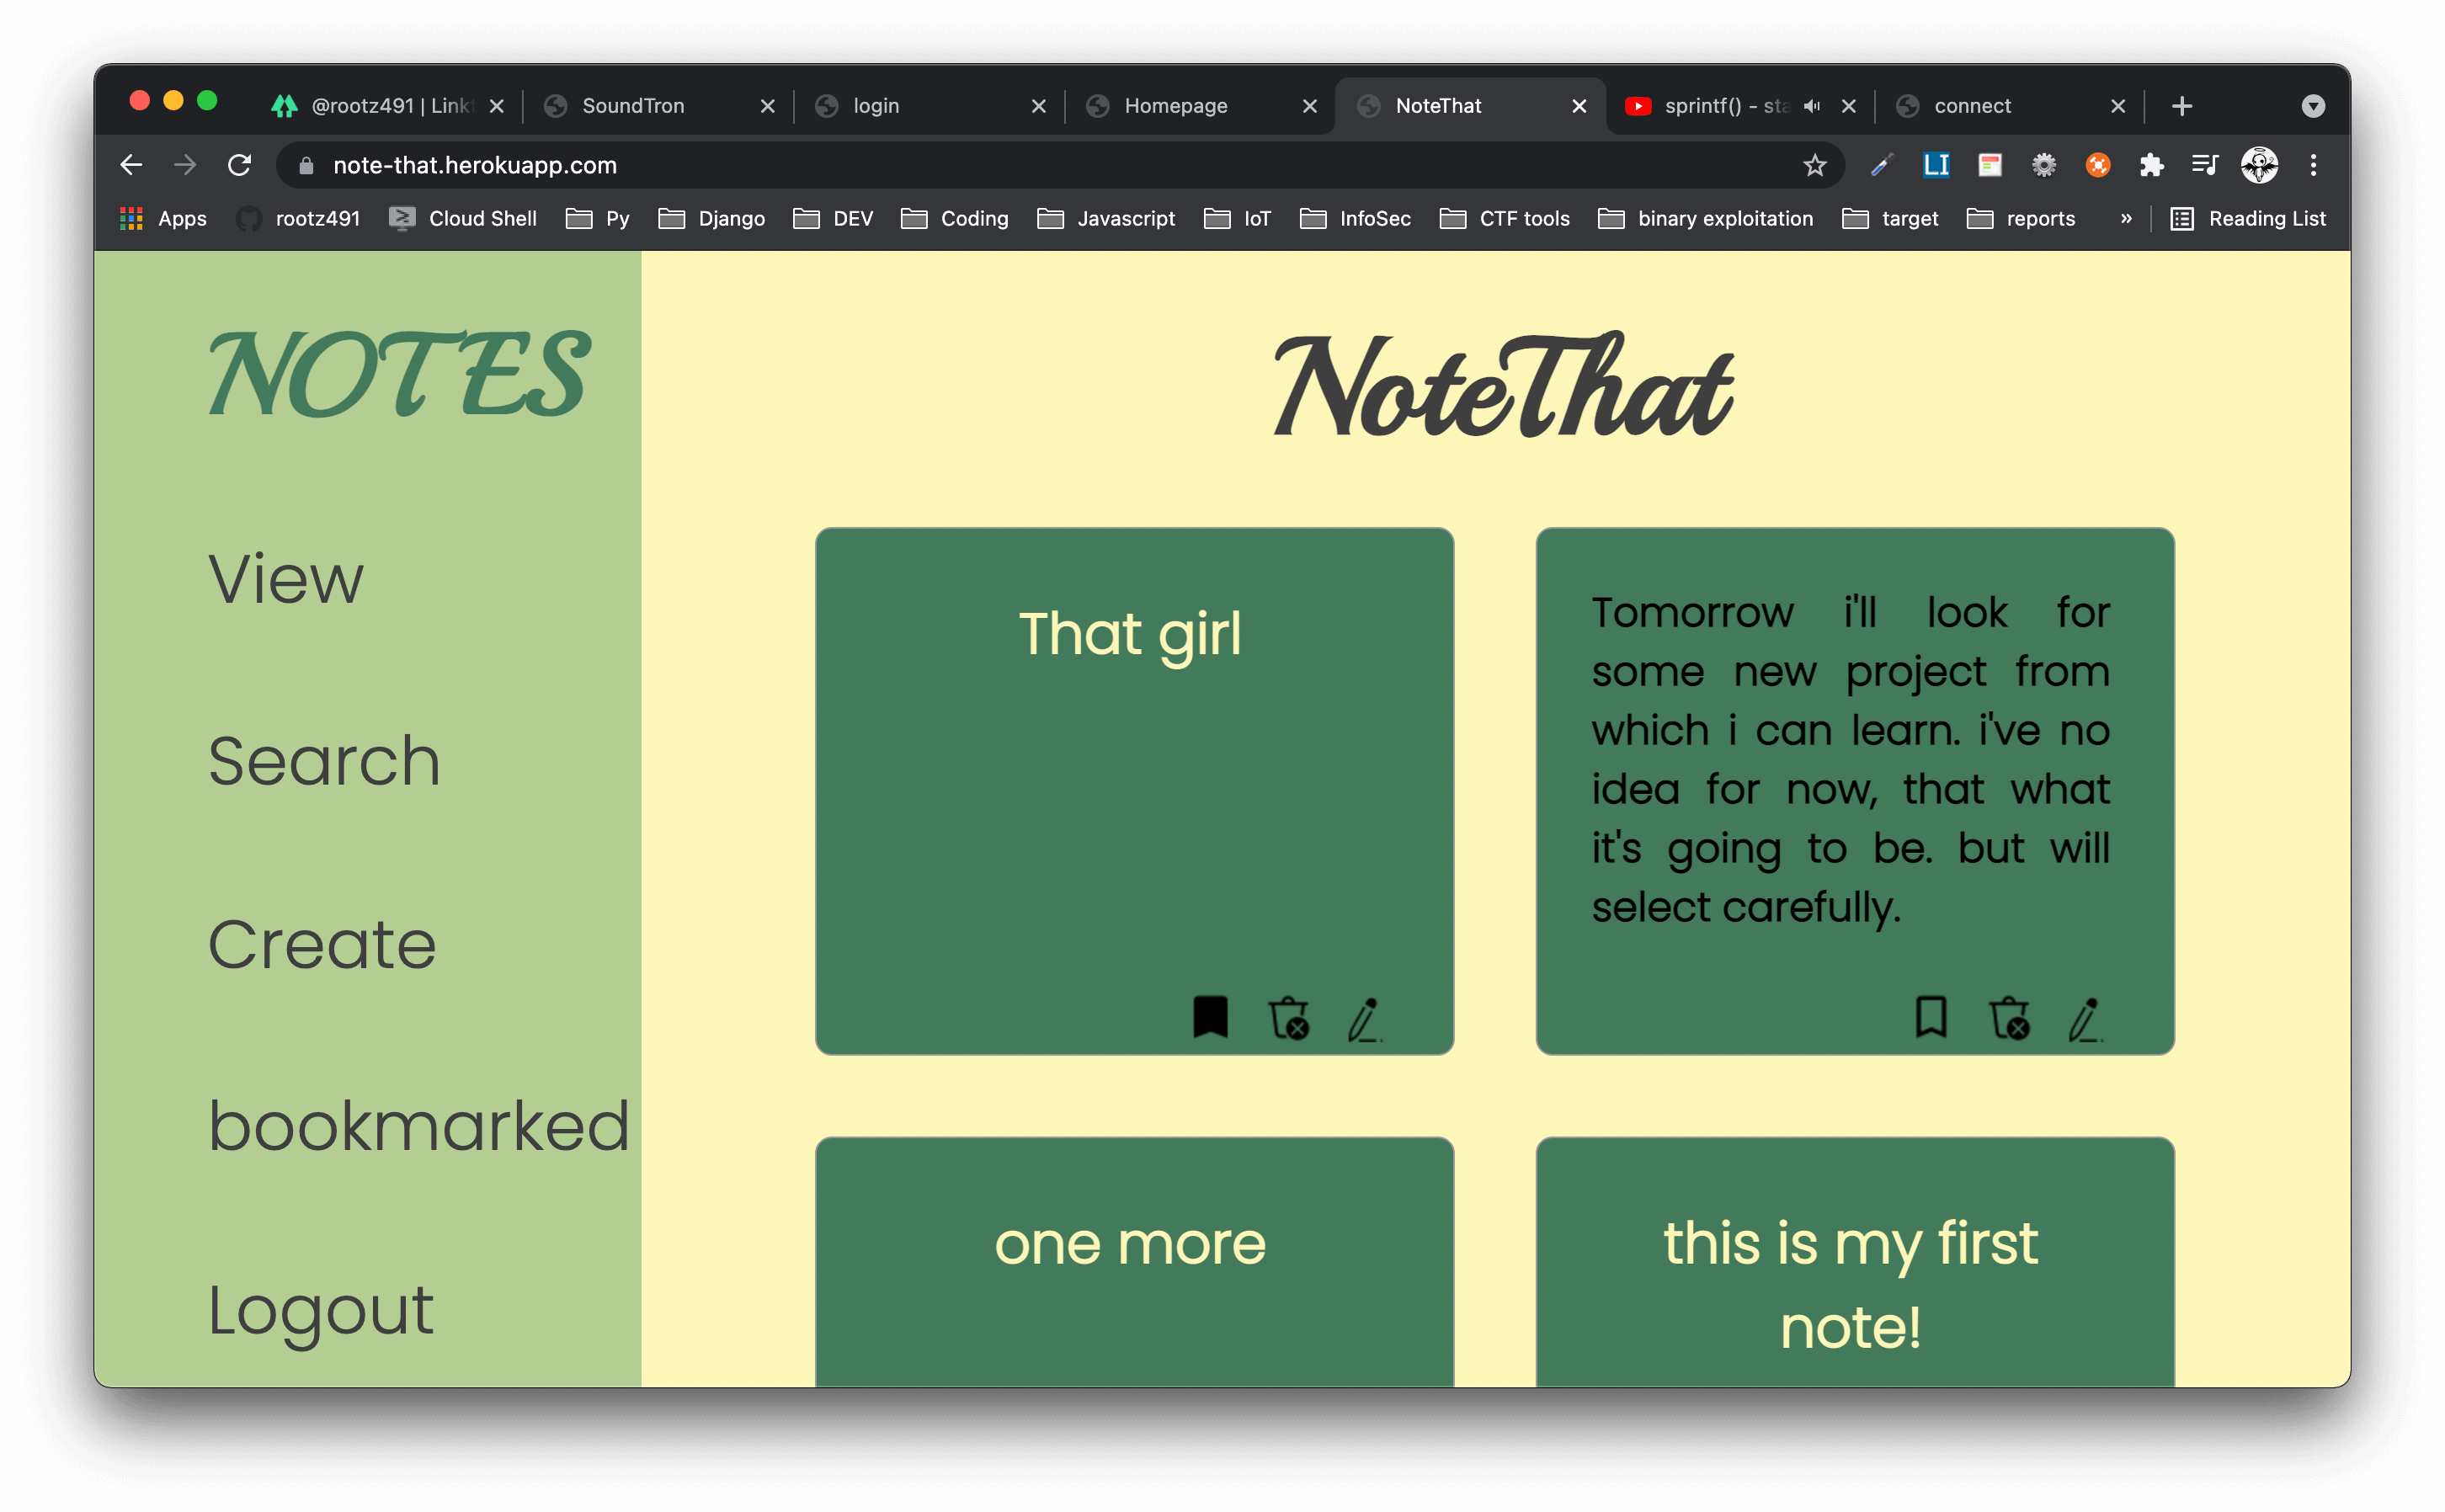 @rootz491 | Link
SoundTron
login
Homepage
NoteThat
sprintf() - sta
connect
note-that.herokuapp.com
LI
Apps
rootz491
Cloud Shell
Py
Django
DEV
Coding
Javascript
IoT
InfoSec
CTF tools
binary exploitation
target
reports
»
Reading List
NOTES
View
Search
Create
bookmarked
Logout
NoteThat
That girl
Tomorrow i'll look for
some new project from
which i can learn. i've no
idea for now, that what
it's going to be. but will
select carefully.
one more
this is my first
note!